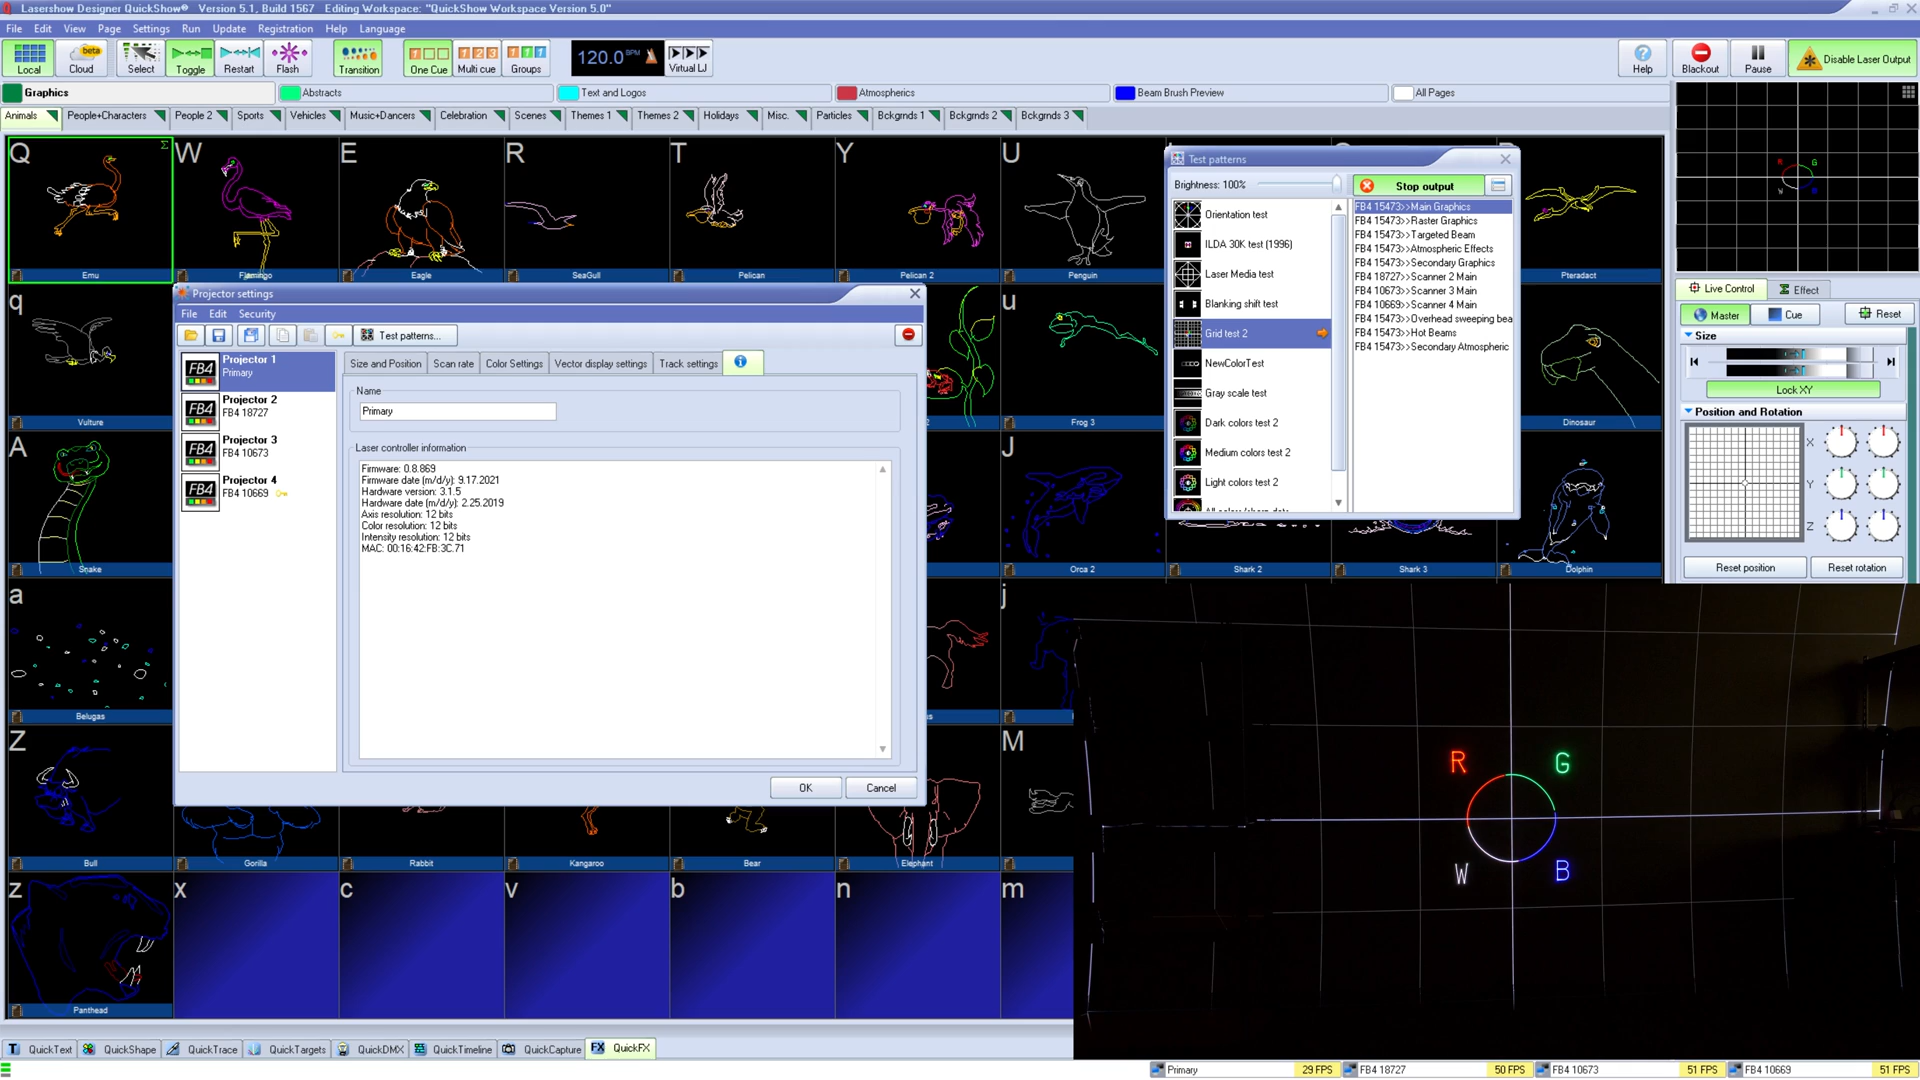 Lasershow Designer QuickShow® Version 5.1, Build 1567 Editing Workspace: "QuickShow Workspace Version 5.0"
File Edit View Page Settings Run Update Registration Help Language
Local Cloud beta Select Toggle Restart Flash Transition One Cue Multi cue Groups 120.0 BPM Virtual LJ Help Blackout Pause Disable Laser Output
Graphics Abstracts Text and Logos Atmospherics Beam Brush Preview All Pages
Animals People+Characters People 2 Sports Vehicles Music+Dancers Celebration Scenes Themes 1 Themes 2 Holidays Misc. Particles Bckgrnds 1 Bckgrnds 2 Bckgrnds 3
Q W E R T Y U
Emu Flamingo Eagle SeaGull Pelican Pelican 2 Penguin Pteradact
q u
Vulture Frog 3 Dinosaur
A J
Snake Orca 2 Shark 2 Shark 3 Dolphin
a j
Belugas
Z M
Bull Gorilla Rabbit Kangaroo Bear Elephant
z x c v b n m
Panthead
Projector settings
File Edit Security
Test patterns...
Projector 1
Primary
Projector 2
FB4 18727
Projector 3
FB4 10673
Projector 4
FB4 10669
FB4
FB4
FB4
FB4
Size and Position Scan rate Color Settings Vector display settings Track settings
Name
Primary
Laser controller information
Firmware: 0.8.869
Firmware date (m/d/y): 9.17.2021
Hardware version: 3.1.5
Hardware date (m/d/y): 2.25.2019
Axis resolution: 12 bits
Color resolution: 12 bits
Intensity resolution: 12 bits
MAC: 00:16:42:FB:3C:71
OK Cancel
Test patterns
Brightness: 100% Stop output
Orientation test
ILDA 30K test (1996)
Laser Media test
Blanking shift test
Grid test 2
NewColorTest
Gray scale test
Dark colors test 2
Medium colors test 2
Light colors test 2
FB4 15473>>Main Graphics
FB4 15473>>Raster Graphics
FB4 15473>>Targeted Beam
FB4 15473>>Atmospheric Effects
FB4 15473>>Secondary Graphics
FB4 18727>>Scanner 2 Main
FB4 10673>>Scanner 3 Main
FB4 10669>>Scanner 4 Main
FB4 15473>>Overhead sweeping bea
FB4 15473>>Hot Beams
FB4 15473>>Secondary Atmospheric
R G
W B
Live Control Effect
Master Cue Reset
Size
Lock XY
Position and Rotation
X
Y
Z
Reset position Reset rotation
R G
W B
QuickText QuickShape QuickTrace QuickTargets QuickDMX QuickTimeline QuickCapture FX QuickFX
Primary 29 FPS FB4 18727 50 FPS FB4 10673 51 FPS FB4 10669 51 FPS